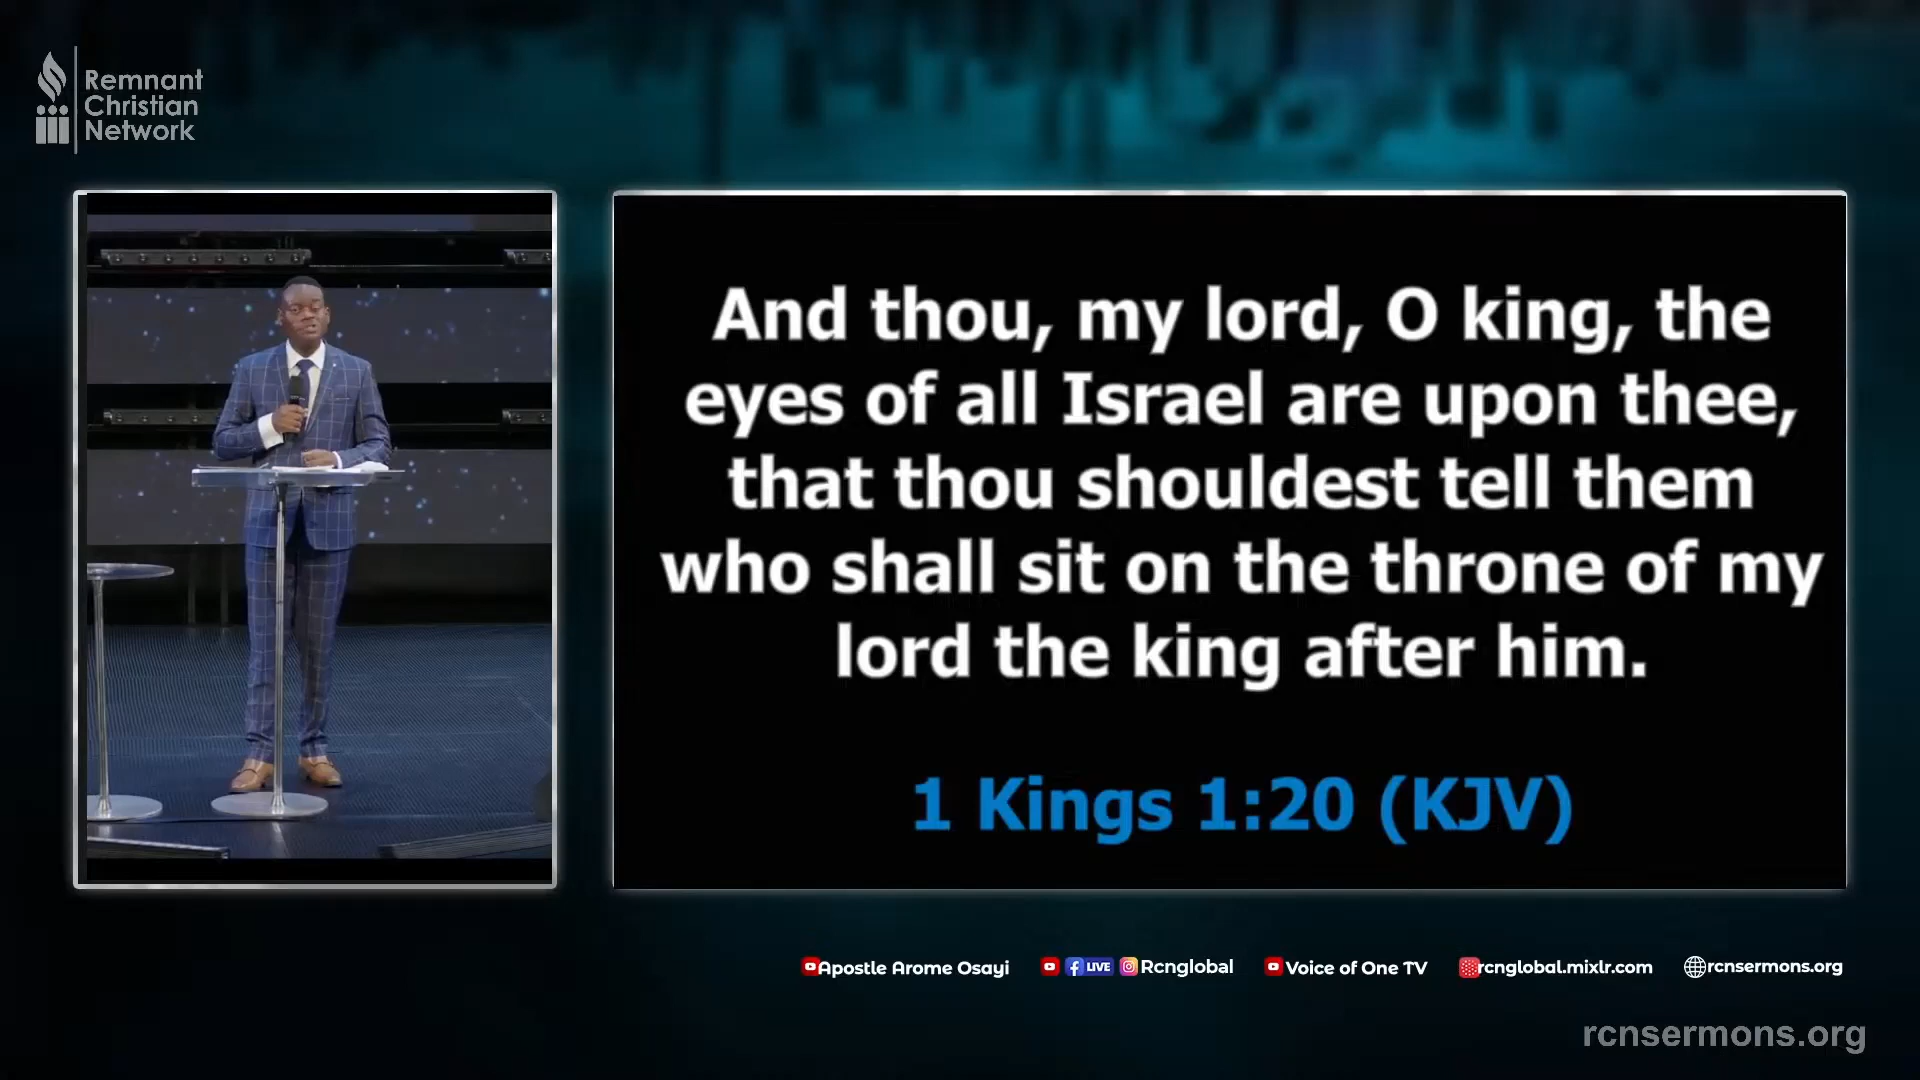 Remnant
Christian
Network
And thou, my lord, O king, the
eyes of all Israel are upon thee,
that thou shouldest tell them
who shall sit on the throne of my
lord the king after him.
1 Kings 1:20 (KJV)
Apostle Arome Osayi LIVE Rcnglobal Voice of One TV rcnglobal.mixlr.com rcnsermons.org
rcnsermons.org